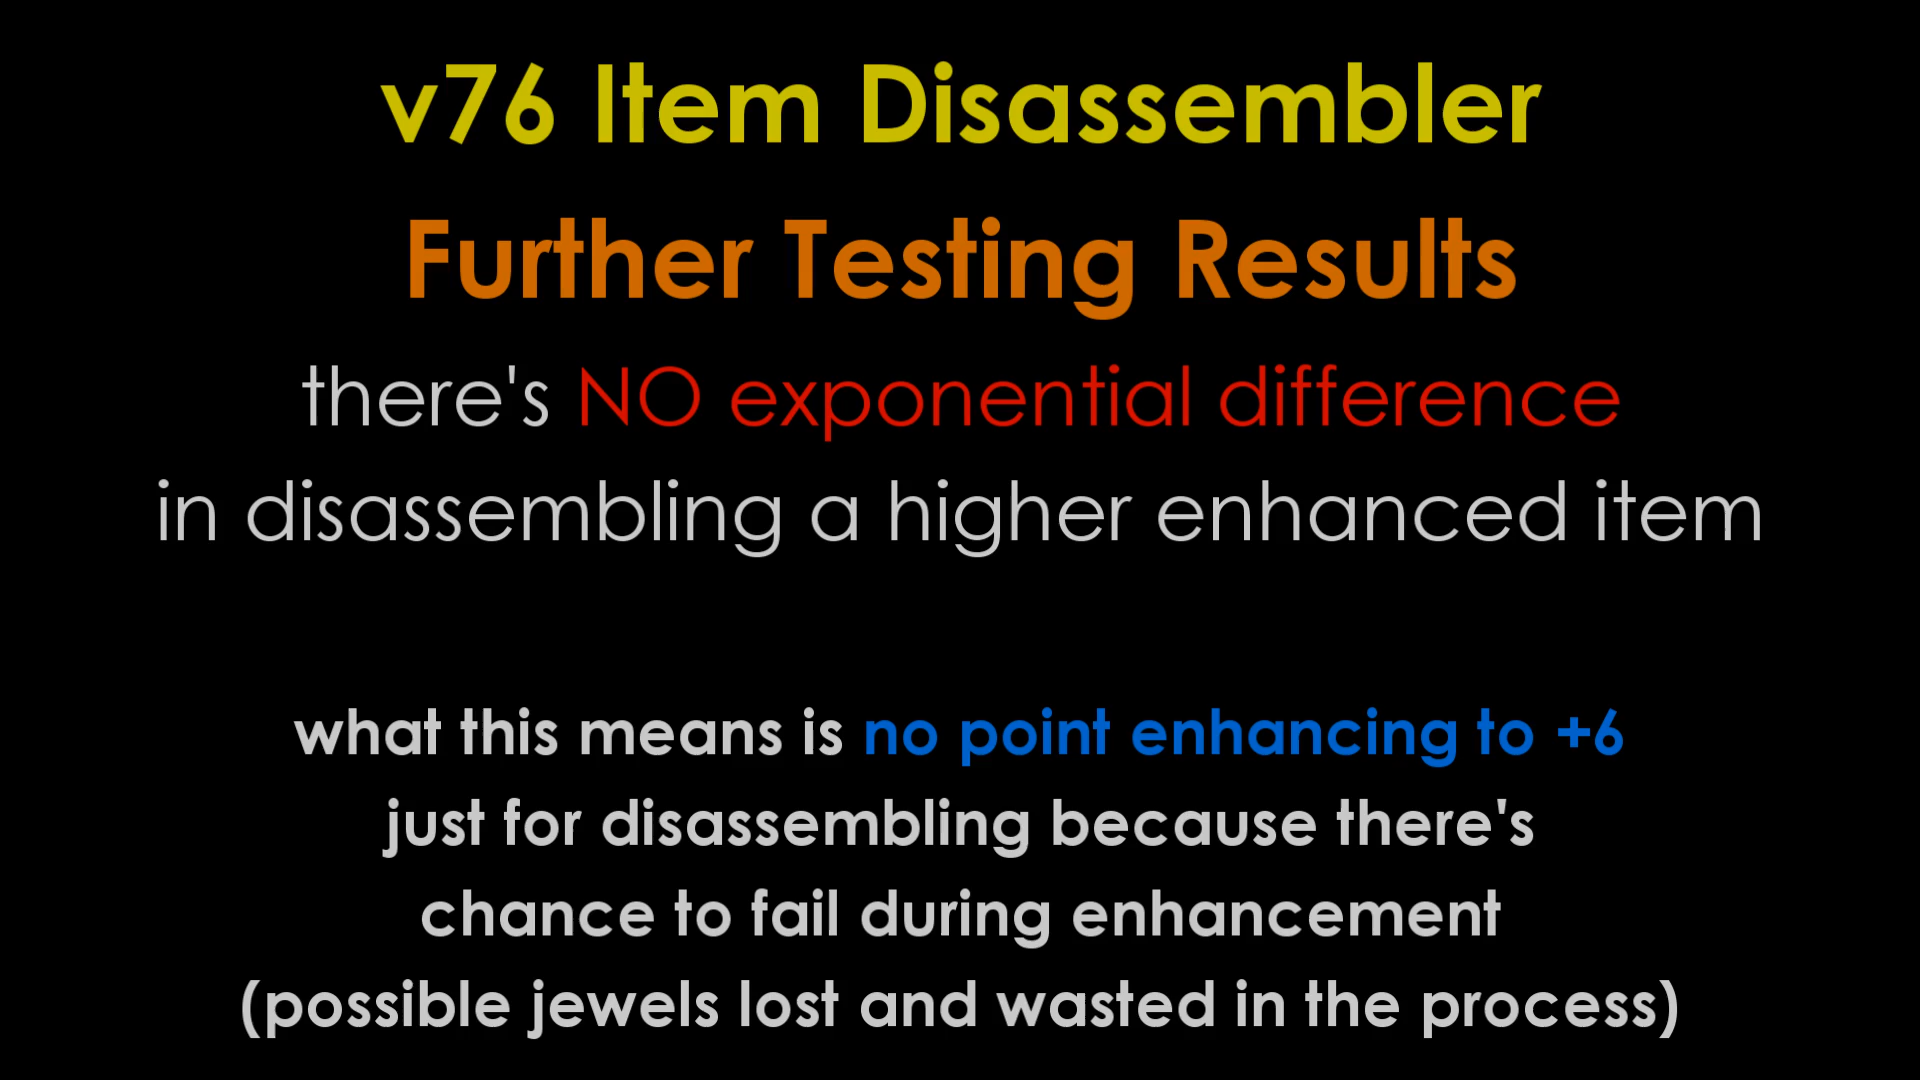 v76 Item Disassembler
Further Testing Results
there's NO exponential difference
in disassembling a higher enhanced item
what this means is no point enhancing to +6
just for disassembling because there's
chance to fail during enhancement
(possible jewels lost and wasted in the process)